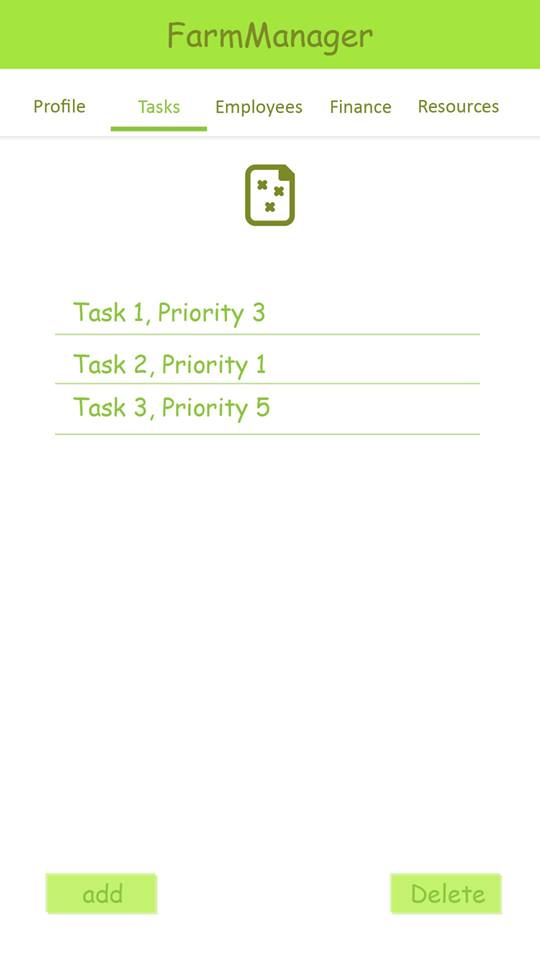 FarmManager
Profile Tasks Employees Finance Resources
Task 1, Priority 3
Task 2, Priority 1
Task 3, Priority 5
add Delete